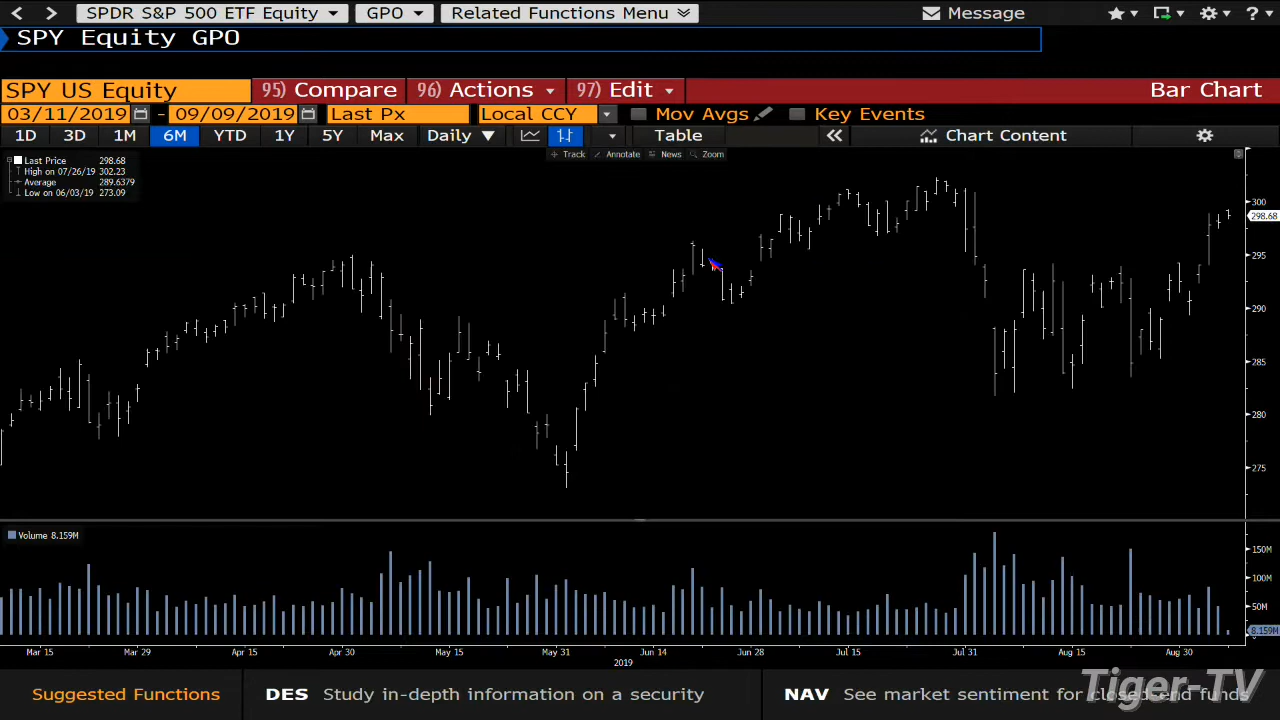 SPDR S&P 500 ETF Equity GPO Related Functions Menu Message ?
SPY Equity GPO
SPY US Equity 95) Compare 96) Actions 97) Edit Bar Chart
03/11/2019 - 09/09/2019 Last Px Local CCY Mov Avgs Key Events
1D 3D 1M 6M YTD 1Y 5Y Max Daily Table Chart Content
Track Annotate News Zoom
Last Price 298.68
High on 07/26/19 302.23
Average 289.6379
Low on 06/03/19 273.09
300
298.68
295
290
285
280
275
Volume 8.159M
150M
100M
50M
8.159M
Mar 15 Mar 29 Apr 15 Apr 30 May 15 May 31 Jun 14 Jun 28 Jul 15 Jul 31 Aug 15 Aug 30
2019
Suggested Functions DES Study in-depth information on a security NAV See market sentiment for closed-end funds
Tiger-TV